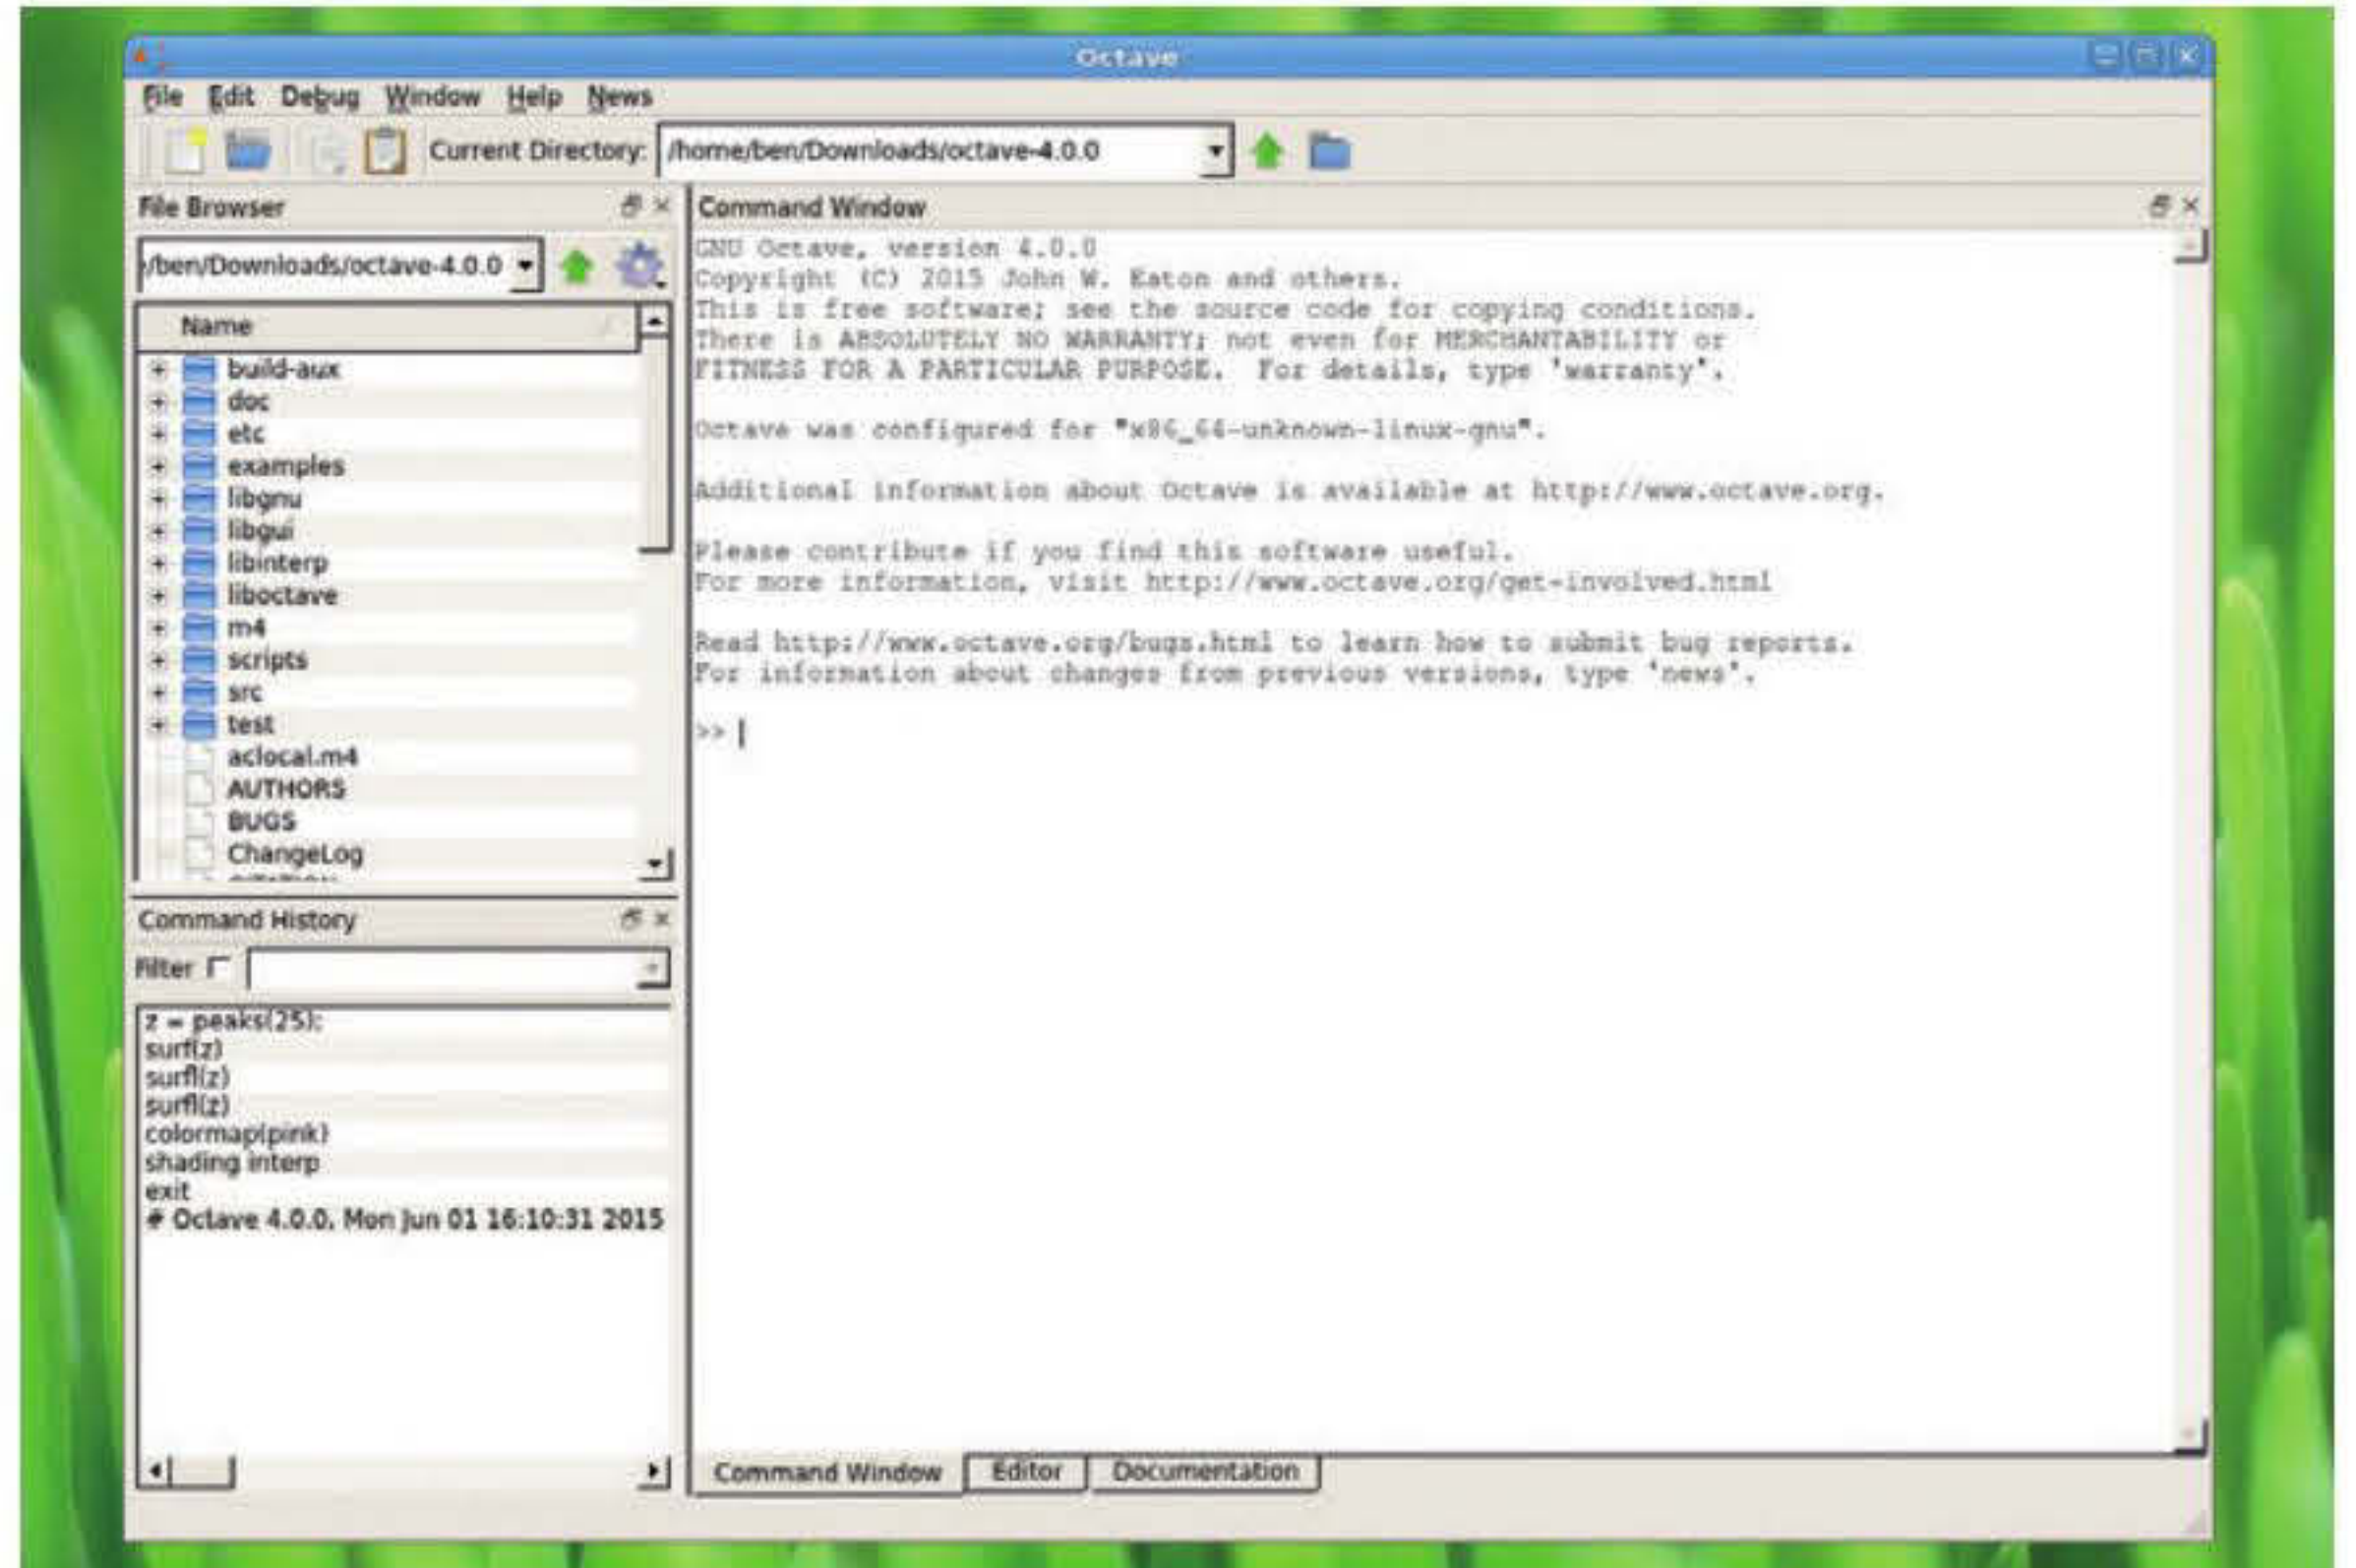 Octave
File Edit Debug Window Help News
Current Directory: /home/ben/Downloads/octave-4.0.0
File Browser
/ben/Downloads/octave-4.0.0
Name
build-aux
doc
etc
examples
libgnu
libgui
libinterp
liboctave
m4
scripts
src
test
aclocal.m4
AUTHORS
BUGS
ChangeLog
Command History
Filter
z = peaks(25);
surf(z)
surfl(z)
surfl(z)
colormap(pink)
shading interp
exit
# Octave 4.0.0, Mon Jun 01 16:10:31 2015
Command Window
GNU Octave, version 4.0.0
Copyright (C) 2015 John W. Eaton and others.
This is free software; see the source code for copying conditions.
There is ABSOLUTELY NO WARRANTY; not even for MERCHANTABILITY or
FITNESS FOR A PARTICULAR PURPOSE.  For details, type 'warranty'.
Octave was configured for "x86_64-unknown-linux-gnu".
Additional information about Octave is available at http://www.octave.org.
Please contribute if you find this software useful.
For more information, visit http://www.octave.org/get-involved.html
Read http://www.octave.org/bugs.html to learn how to submit bug reports.
For information about changes from previous versions, type 'news'.
>>
Command Window Editor Documentation